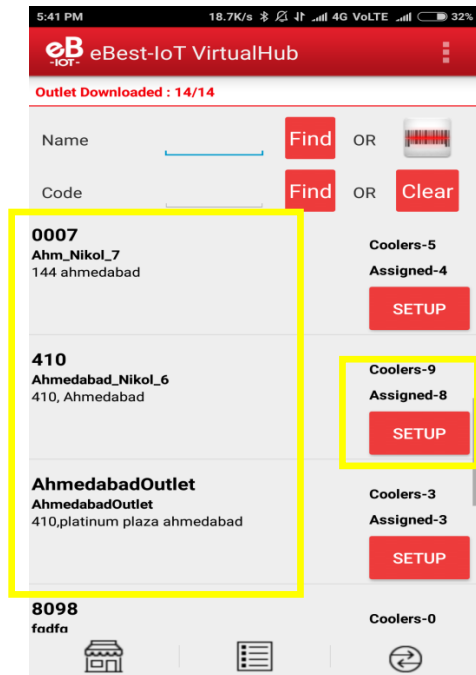 5:41 PM 18.7K/s 4G VoLTE 32%
eB -IOT- eBest-IoT VirtualHub
Outlet Downloaded : 14/14
Name Find OR
Code Find OR Clear
0007
Ahm_Nikol_7
144 ahmedabad
Coolers-5
Assigned-4
SETUP
410
Ahmedabad_Nikol_6
410, Ahmedabad
Coolers-9
Assigned-8
SETUP
AhmedabadOutlet
AhmedabadOutlet
410,platinum plaza ahmedabad
Coolers-3
Assigned-3
SETUP
8098
fadfa
Coolers-0